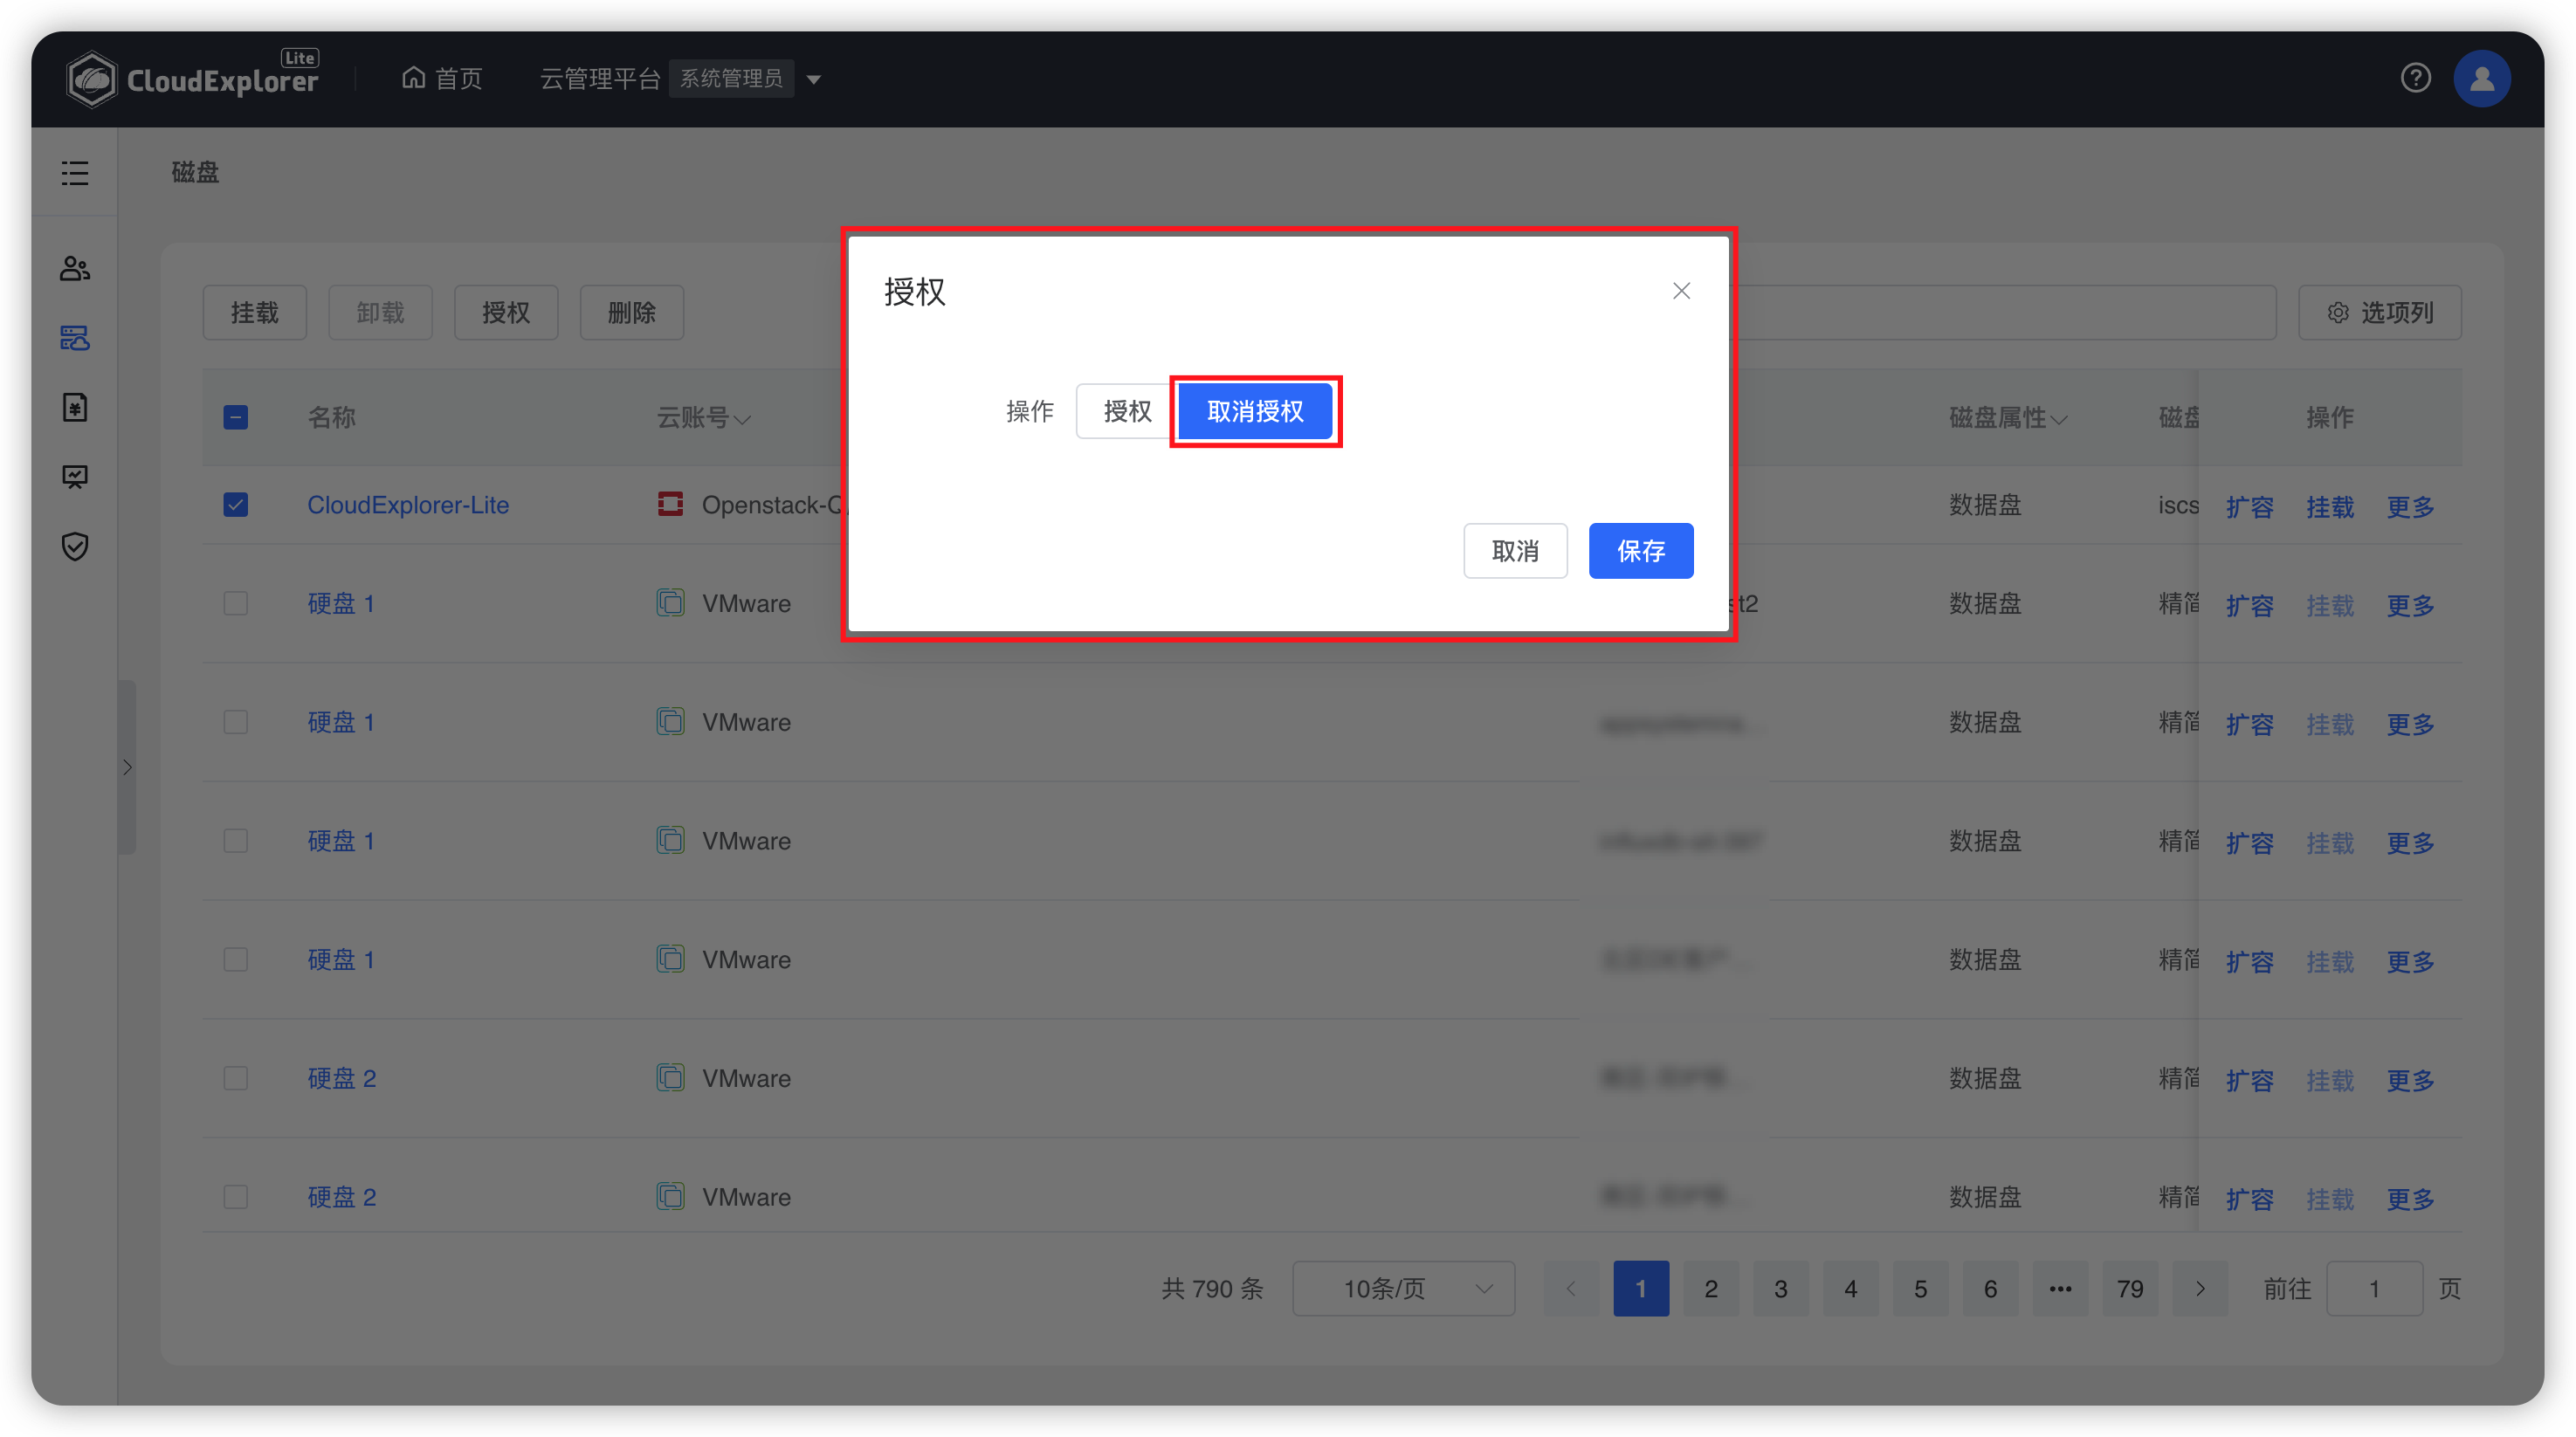 CloudExplorer Lite 首页 云管理平台 系统管理员
磁盘
授权
挂载 卸载 授权 删除 选项列
操作 授权 取消授权
名称 云账号 磁盘属性 操作
CloudExplorer-Lite Openstack-Q 数据盘 iscs 扩容 挂载 更多
取消 保存
硬盘 1 VMware st2 数据盘 精简 扩容 挂载 更多
硬盘 1 VMware 数据盘 精简 扩容 挂载 更多
硬盘 1 VMware 数据盘 精简 扩容 挂载 更多
硬盘 1 VMware 数据盘 精简 扩容 挂载 更多
硬盘 2 VMware 数据盘 精简 扩容 挂载 更多
硬盘 2 VMware 数据盘 精简 扩容 挂载 更多
共 790 条 10条/页 1 2 3 4 5 6 ••• 79 前往 1 页